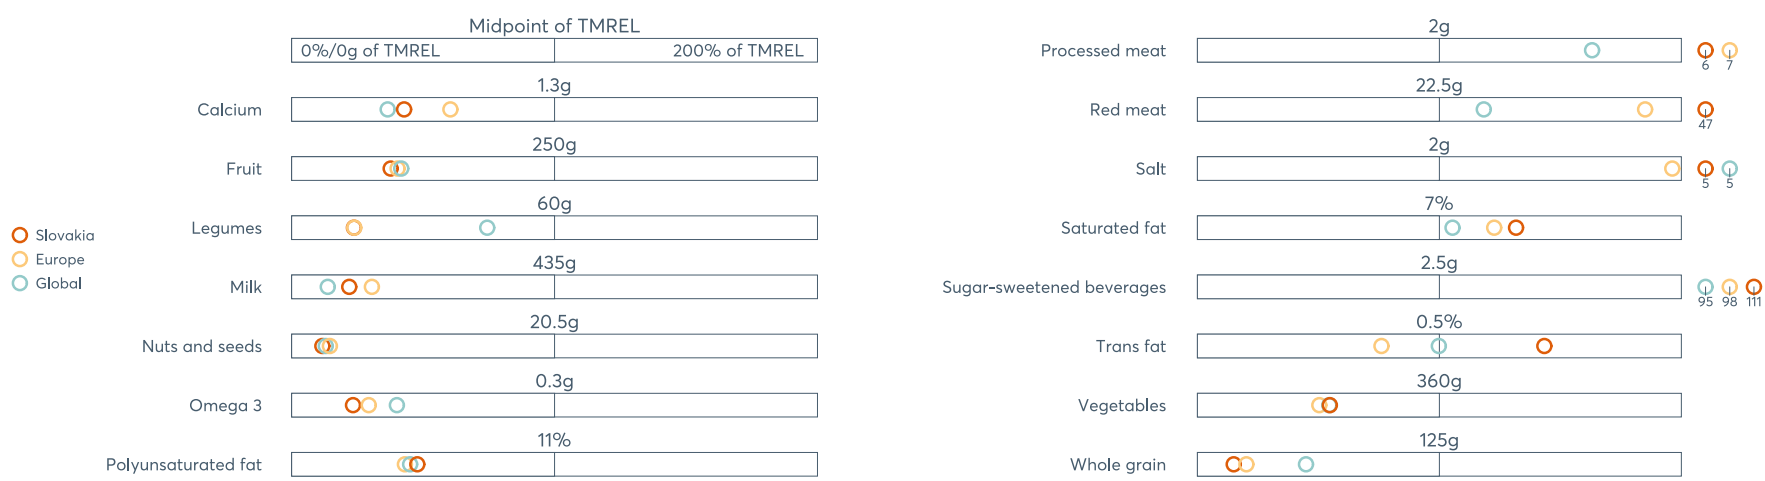 Midpoint of TMREL
0%/0g of TMREL
200% of TMREL
1.3g
Calcium
250g
Fruit
60g
Legumes
435g
Milk
20.5g
Nuts and seeds
0.3g
Omega 3
11%
Polyunsaturated fat
Slovakia
Europe
Global
2g
Processed meat
6 7
22.5g
Red meat
47
2g
Salt
5 5
7%
Saturated fat
2.5g
Sugar-sweetened beverages
95 98 111
0.5%
Trans fat
360g
Vegetables
125g
Whole grain